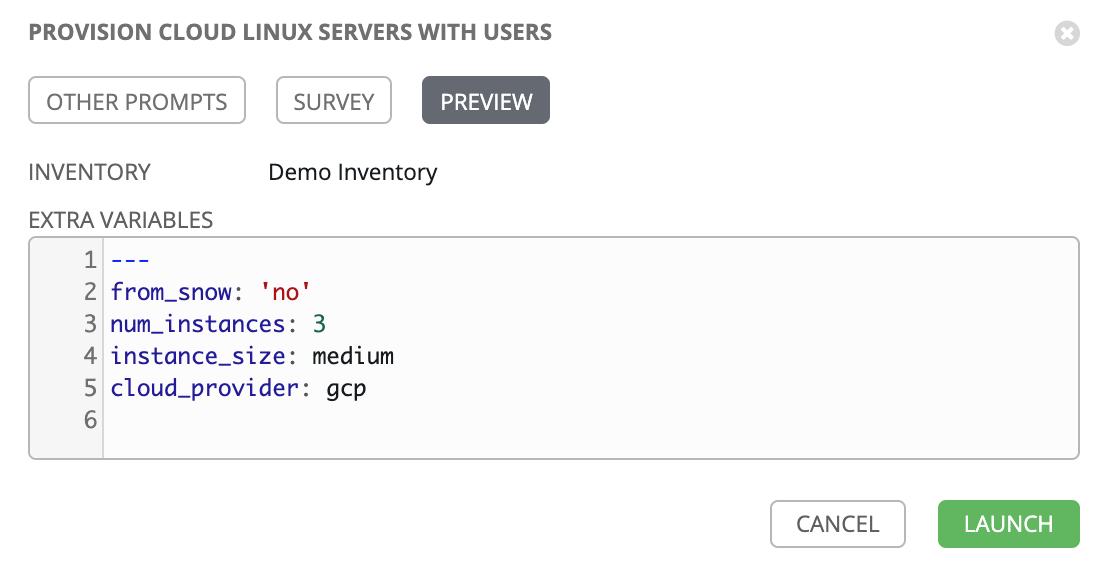 PROVISION CLOUD LINUX SERVERS WITH USERS
OTHER PROMPTS SURVEY PREVIEW
INVENTORY Demo Inventory
EXTRA VARIABLES
1 ---
2 from_snow: 'no'
3 num_instances: 3
4 instance_size: medium
5 cloud_provider: gcp
6
CANCEL LAUNCH